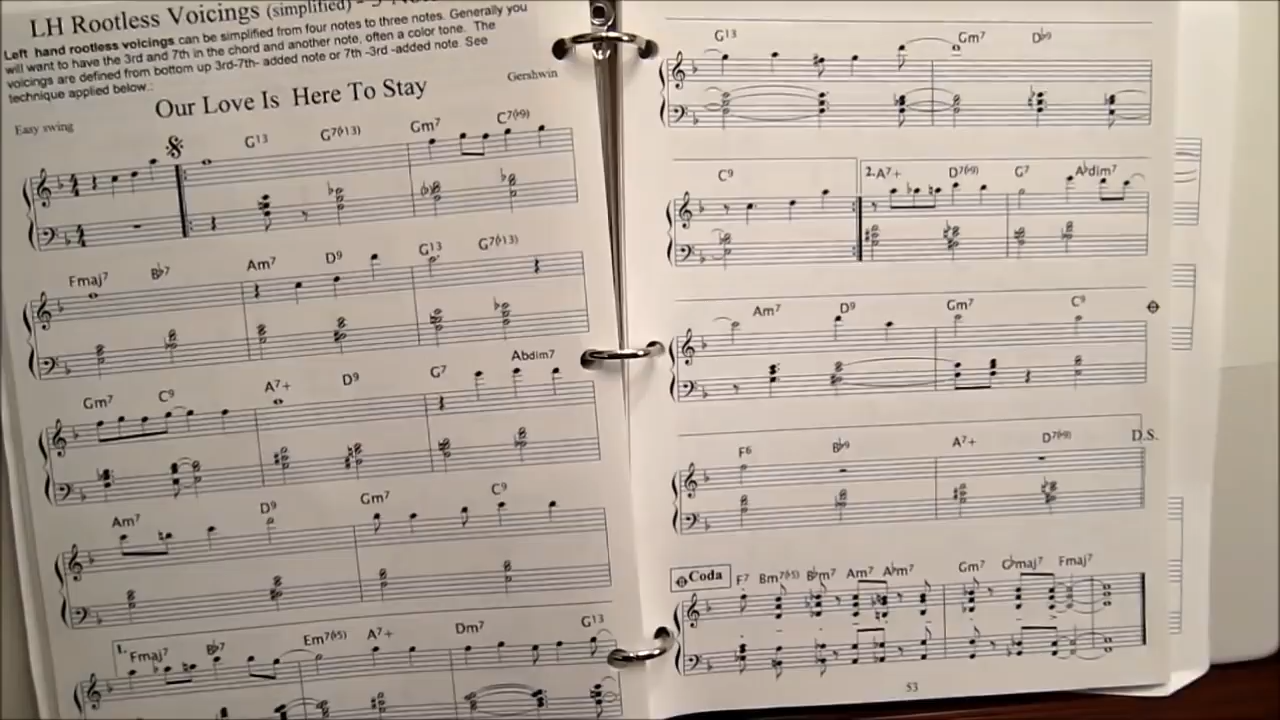 LH Rootless Voicings (simplified) - 3
Left hand rootless voicings can be simplified from four notes to three notes. Generally you
will want to have the 3rd and 7th in the chord and another note, often a color tone. The
voicings are defined from bottom up 3rd-7th- added note or 7th -3rd -added note. See
technique applied below..
Our Love Is Here To Stay
Gershwin
Easy swing
G13 G7(♭13) Gm7 C7(♭9)
Fmaj7 B♭7 Am7 D9 G13 G7(♭13)
Gm7 C9 A7+ D9 G7 Abdim7
Am7 D9 Gm7 C9
1.
Fmaj7 B♭7 Em7(♭5) A7+ Dm7 G13
G13 Gm7 D♭9
C9 2. A7+ D7(♭9) G7 A♭dim7
Am7 D9 Gm7 C9
F6 B♭9 A7+ D7(♭9) D.S.
Coda F7 Bm7(♭5) B♭m7 Am7 A♭m7 Gm7 G♭maj7 Fmaj7
53